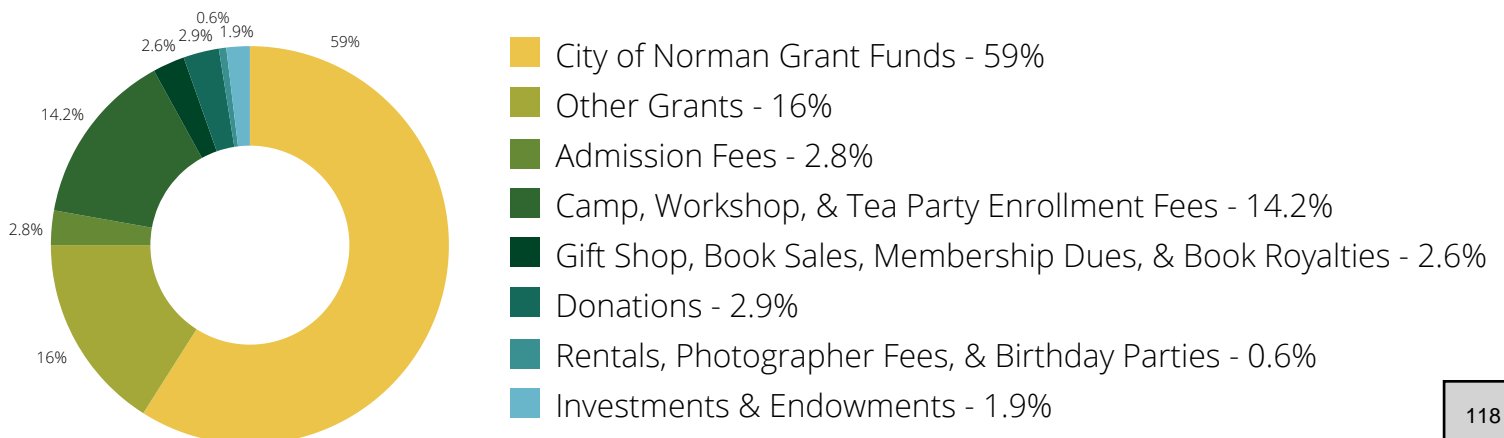 0.6%
2.6%
2.9%
1.9%
59%
14.2%
2.8%
16%
City of Norman Grant Funds - 59%
Other Grants - 16%
Admission Fees - 2.8%
Camp, Workshop, & Tea Party Enrollment Fees - 14.2%
Gift Shop, Book Sales, Membership Dues, & Book Royalties - 2.6%
Donations - 2.9%
Rentals, Photographer Fees, & Birthday Parties - 0.6%
Investments & Endowments - 1.9%
118